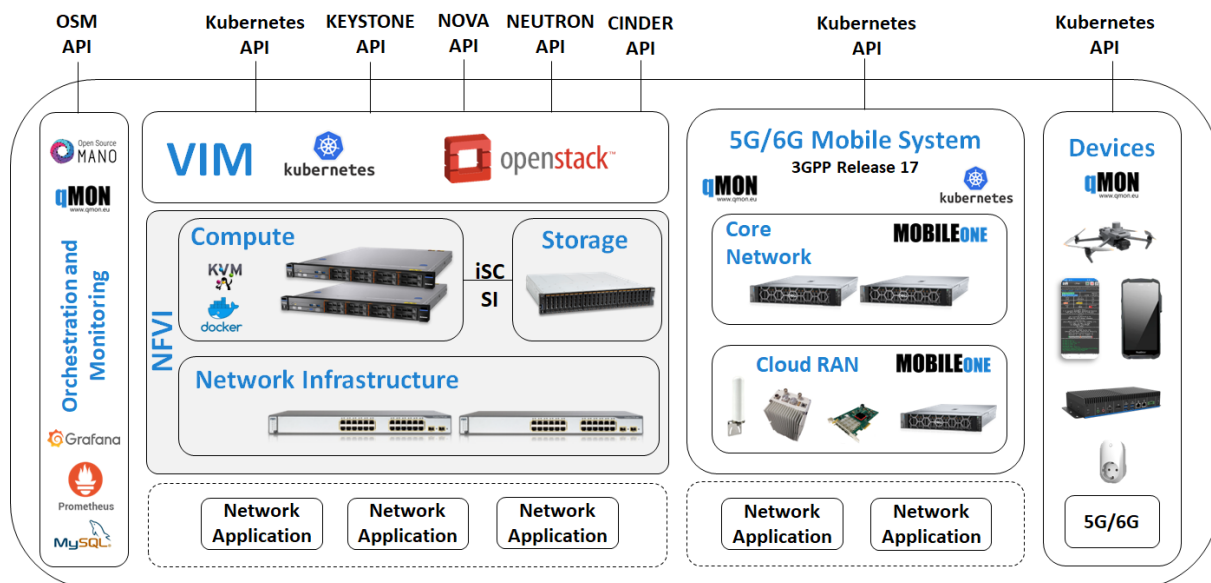 OSM
API
Kubernetes
API
KEYSTONE
API
NOVA
API
NEUTRON
API
CINDER
API
Kubernetes
API
Kubernetes
API
Open Source
MANO
qMON
www.qmon.eu
Orchestration and
Monitoring
Grafana
Prometheus
MySQL
VIM
kubernetes
openstack™
NFVI
Compute
KVM
docker
iSC
SI
Storage
Network Infrastructure
Network
Application
Network
Application
Network
Application
5G/6G Mobile System
3GPP Release 17
qMON
www.qmon.eu
kubernetes
Core
Network
MOBILEONE
Cloud RAN
MOBILEONE
Network
Application
Network
Application
Devices
qMON
www.qmon.eu
5G/6G